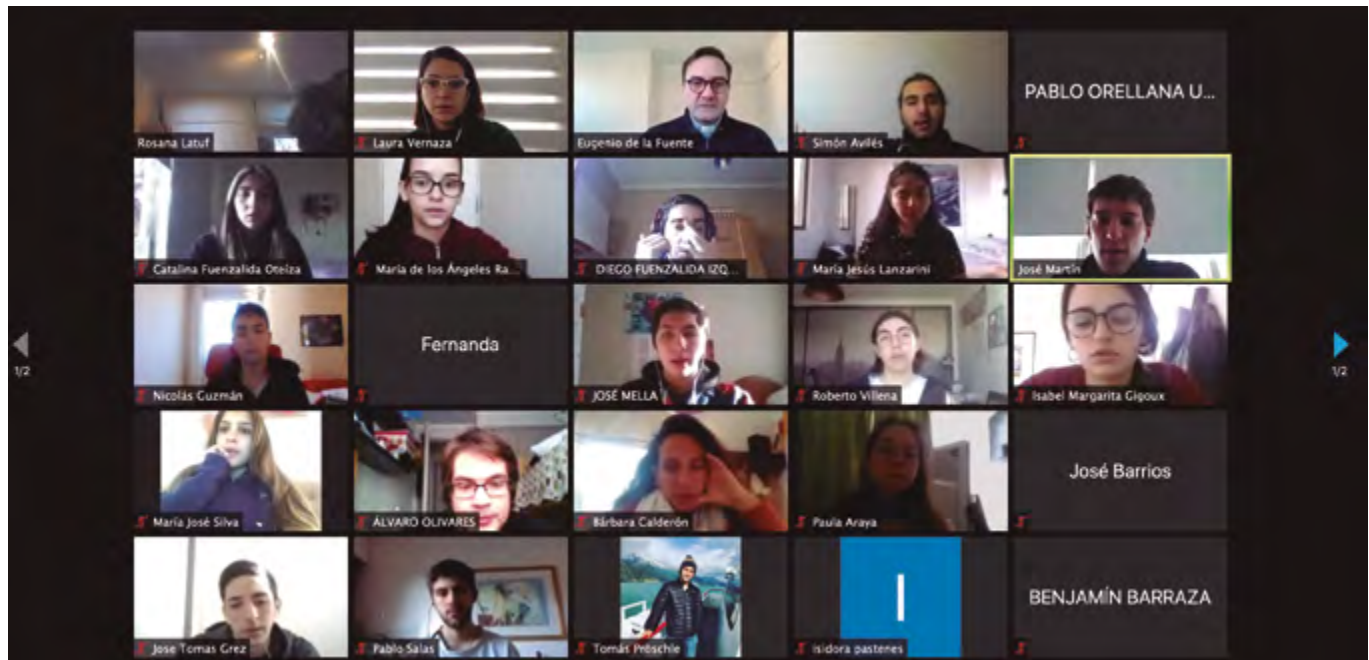 Rosana Latuf
Laura Vernaza
Eugenio de la Fuente
Simón Avilés
PABLO ORELLANA U...
Catalina Fuenzalida Oteíza
María de los Ángeles Ra...
DIEGO FUENZALIDA IZQ...
María Jesús Lanzarini
José Martín
Nicolás Guzmán
Fernanda
JOSÉ MELLA
Roberto Villena
Isabel Margarita Gigoux
1/2
1/2
María José Silva
ÁLVARO OLIVARES
Bárbara Calderón
Paula Araya
José Barrios
Jose Tomas Grez
Pablo Salas
Tomás Pröschle
I
isidora pastenes
BENJAMÍN BARRAZA